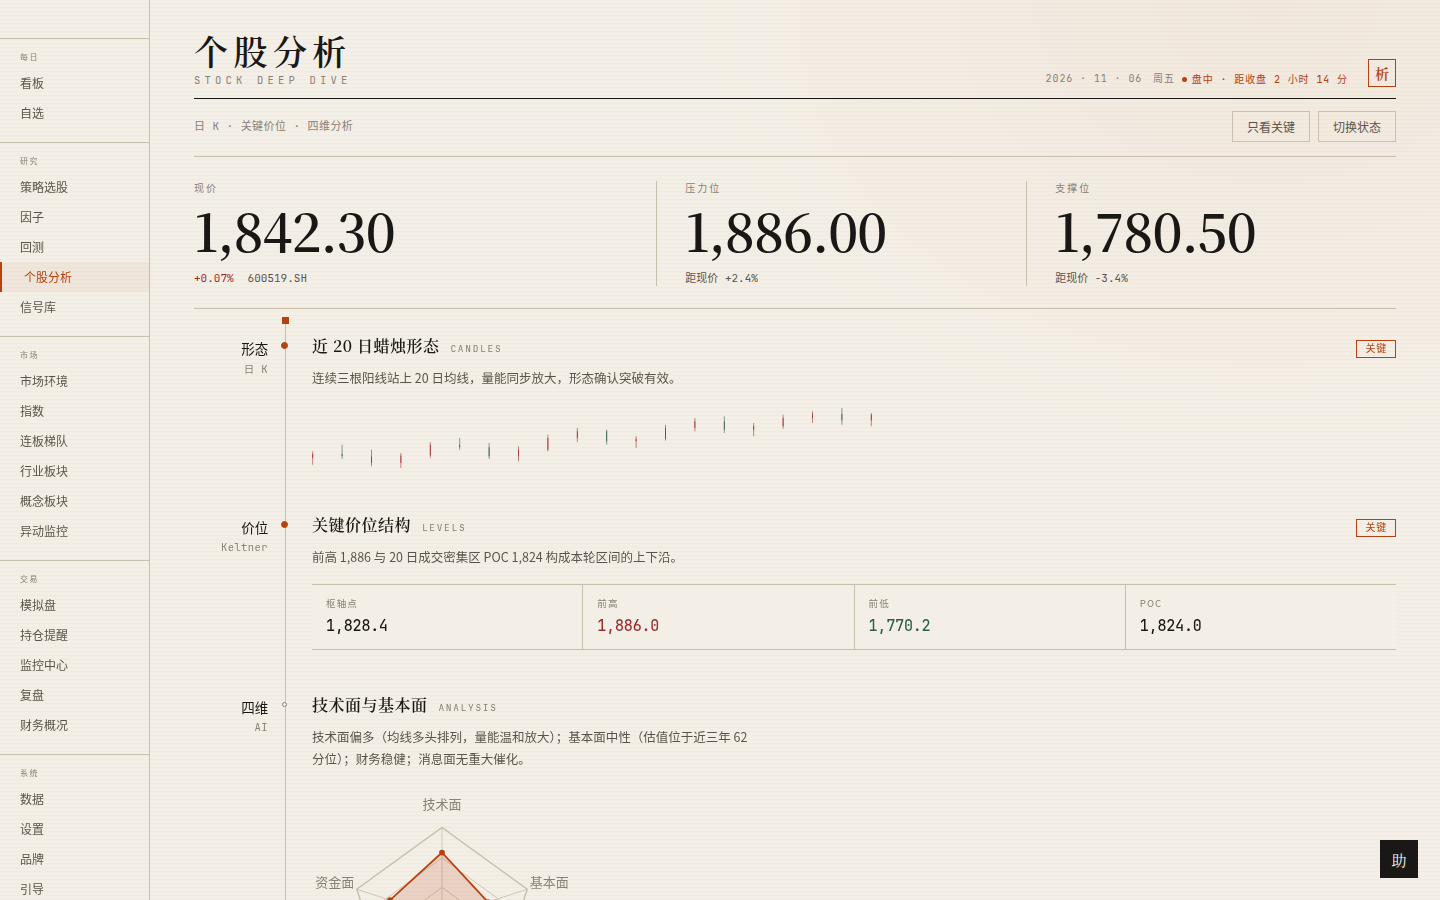 每日
看板
自选
研究
策略选股
因子
回测
个股分析
信号库
市场
市场环境
指数
连板梯队
行业板块
概念板块
异动监控
交易
模拟盘
持仓提醒
监控中心
复盘
财务概况
系统
数据
设置
品牌
引导
个股分析
STOCK DEEP DIVE
2026 · 11 · 06 周五 盘中 · 距收盘 2 小时 14 分
析
日 K · 关键价位 · 四维分析
只看关键 切换状态
现价
1,842.30
+0.07% 600519.SH
压力位
1,886.00
距现价 +2.4%
支撑位
1,780.50
距现价 -3.4%
形态
日 K
近 20 日蜡烛形态 CANDLES
关键
连续三根阳线站上 20 日均线，量能同步放大，形态确认突破有效。
价位
Keltner
关键价位结构 LEVELS
关键
前高 1,886 与 20 日成交密集区 POC 1,824 构成本轮区间的上下沿。
枢轴点
1,828.4
前高
1,886.0
前低
1,770.2
POC
1,824.0
四维
AI
技术面与基本面 ANALYSIS
技术面偏多（均线多头排列，量能温和放大）；基本面中性（估值位于近三年 62
分位）；财务稳健；消息面无重大催化。
技术面
资金面
基本面
助